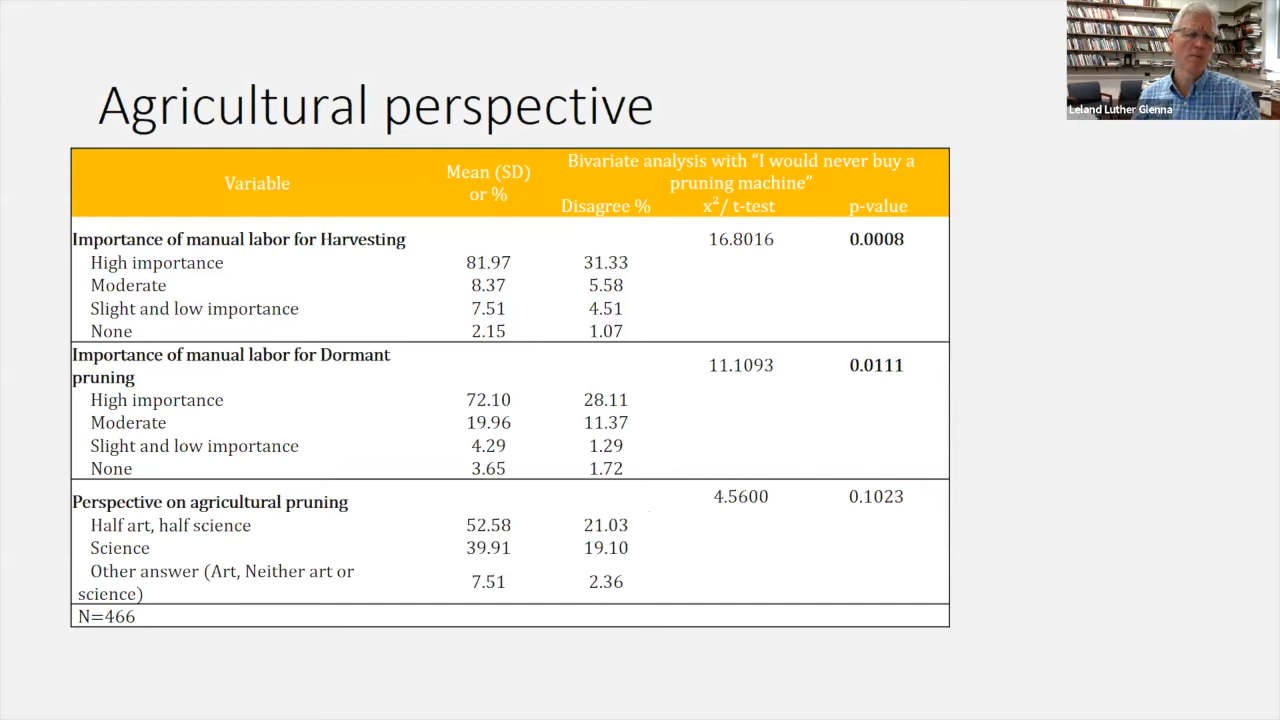 Leland Luther Glenna
Agricultural perspective
Variable
Mean (SD)
or %
Bivariate analysis with “I would never buy a
pruning machine”
Disagree % x²/ t-test p-value
Importance of manual labor for Harvesting 16.8016 0.0008
High importance 81.97 31.33
Moderate 8.37 5.58
Slight and low importance 7.51 4.51
None 2.15 1.07
Importance of manual labor for Dormant
pruning
11.1093 0.0111
High importance 72.10 28.11
Moderate 19.96 11.37
Slight and low importance 4.29 1.29
None 3.65 1.72
Perspective on agricultural pruning 4.5600 0.1023
Half art, half science 52.58 21.03
Science 39.91 19.10
Other answer (Art, Neither art or
science)
7.51 2.36
N=466